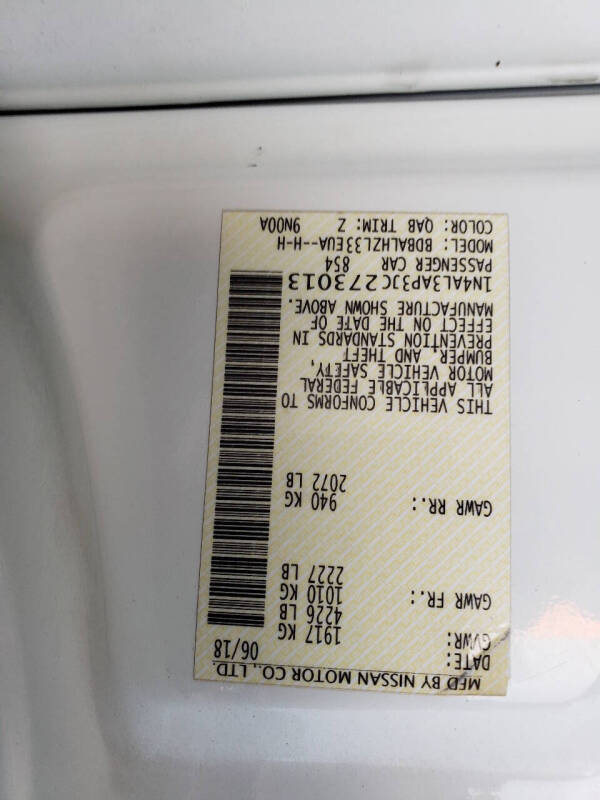 MFD BY NISSAN MOTOR CO., LTD.
DATE: 06/18
GVWR: 1917 KG
4226 LB
GAWR FR.: 1010 KG
2227 LB
GAWR RR.: 940 KG
2072 LB
THIS VEHICLE CONFORMS TO
ALL APPLICABLE FEDERAL
MOTOR VEHICLE SAFETY,
BUMPER, AND THEFT
PREVENTION STANDARDS IN
EFFECT ON THE DATE OF
MANUFACTURE SHOWN ABOVE.
1N4AL3AP3JC273013
PASSENGER CAR 854
MODEL: BDBALHZL33EUA--H-H
COLOR: QAB TRIM: Z 9N00A